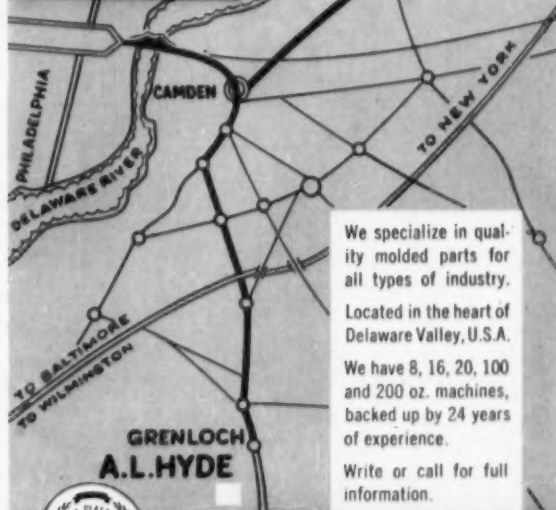 CAMDEN
PHILADELPHIA
DELAWARE RIVER
TO NEW YORK
We specialize in qual-
ity molded parts for
all types of industry.
Located in the heart of
Delaware Valley, U.S.A.
We have 8, 16, 20, 100
and 200 oz. machines,
backed up by 24 years
of experience.
Write or call for full
information.
TO BALTIMORE
TO WILMINGTON
GRENLOCH
A.L.HYDE